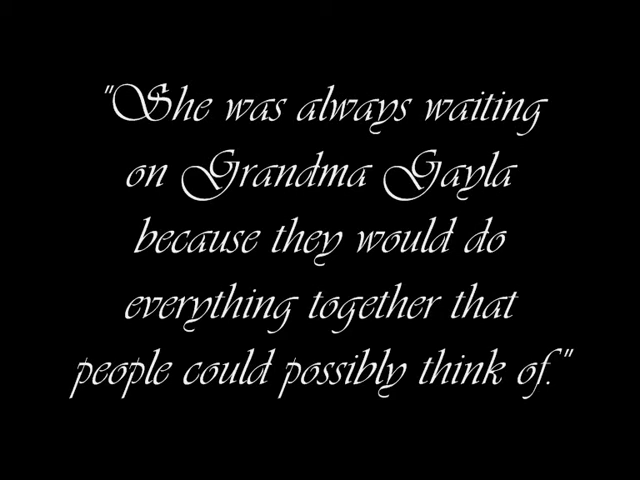 "She was always waiting
on Grandma Gayla
because they would do
everything together that
people could possibly think of."